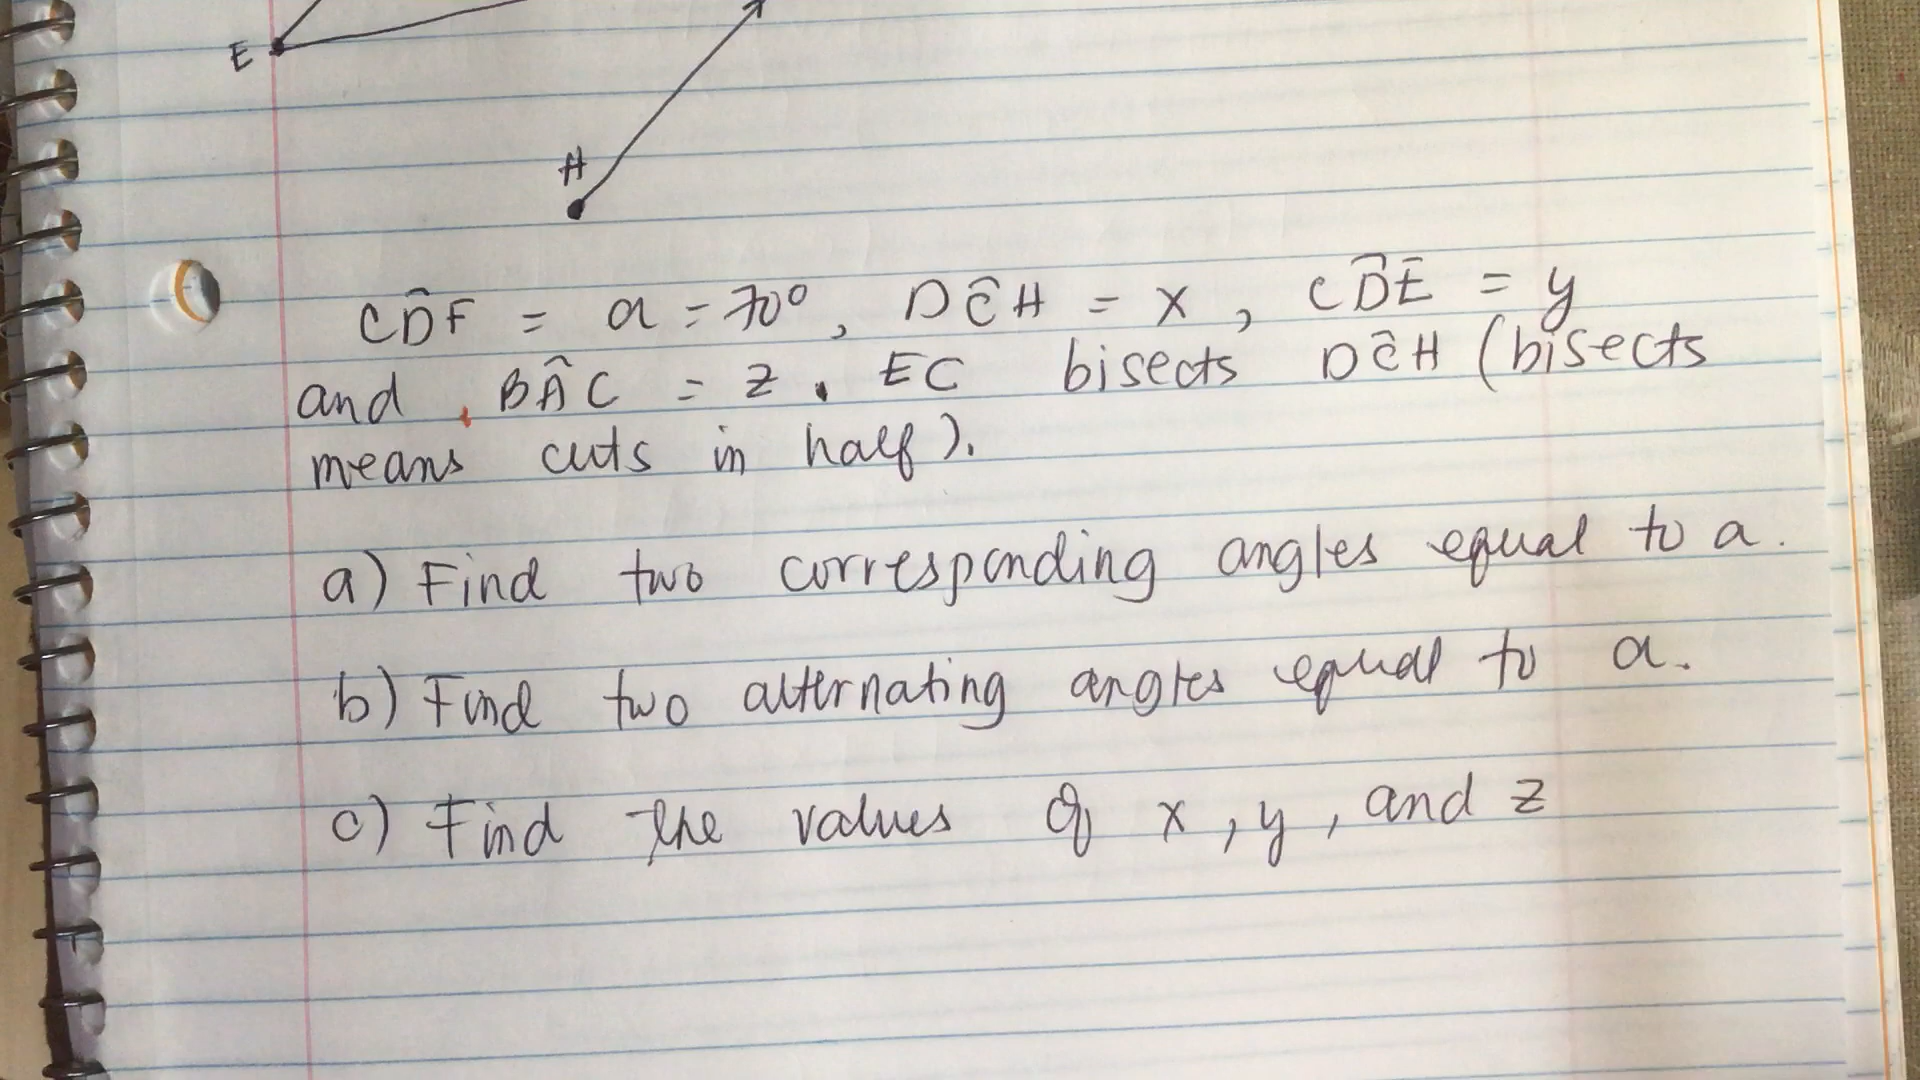 E
H
CD̂F = a = 70°, DĈH = x, CD̂E = y
and BÂC = z. EC bisects DĈH (bisects
means cuts in half).
a) Find two corresponding angles equal to a.
b) Find two alternating angles equal to a.
c) Find the values of x, y, and z